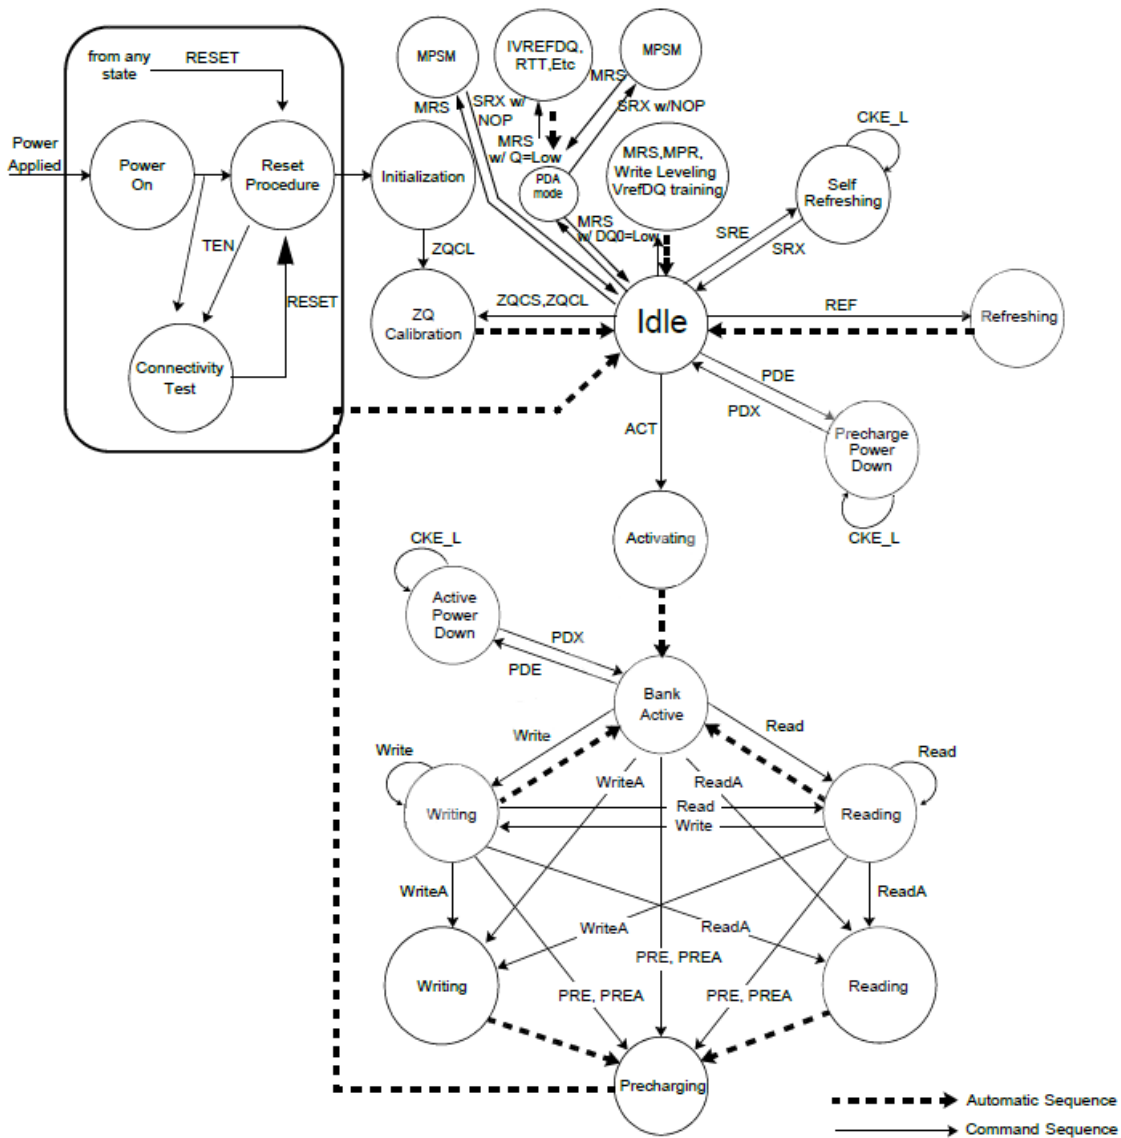 from any
state
RESET
Power
Applied
Power
On
Reset
Procedure
TEN
RESET
Connectivity
Test
MPSM
IVREFDQ,
RTT,Etc
MPSM
MRS
SRX w/
NOP
MRS
SRX w/NOP
MRS
w/ Q=Low
PDA
mode
MRS
w/ DQ0=Low
MRS,MPR,
Write Leveling
VrefDQ training
CKE_L
Self
Refreshing
SRE
SRX
Initialization
ZQCL
ZQ
Calibration
ZQCS,ZQCL
Idle
REF
Refreshing
PDE
PDX
Precharge
Power
Down
CKE_L
ACT
Activating
CKE_L
Active
Power
Down
PDX
PDE
Bank
Active
Write
Read
Write
Read
WriteA
ReadA
Writing
Read
Write
Reading
WriteA
ReadA
WriteA
ReadA
PRE, PREA
Writing
Reading
PRE, PREA
PRE, PREA
Precharging
Automatic Sequence
Command Sequence